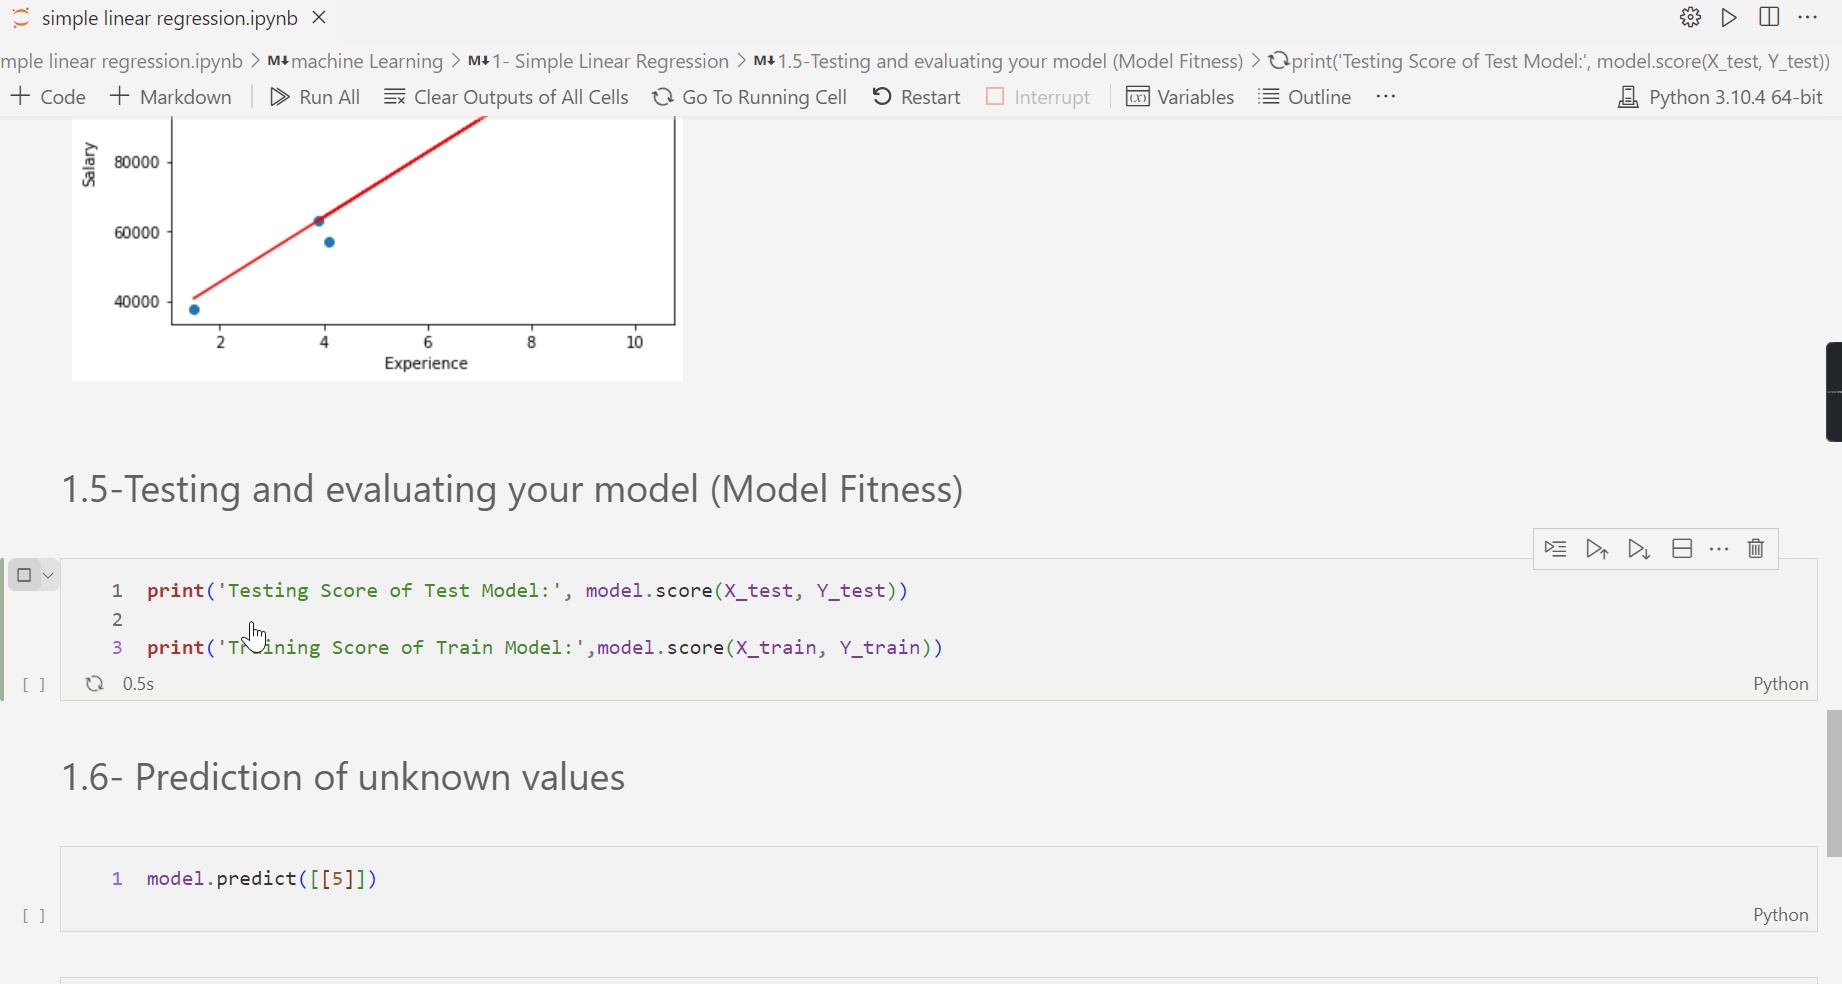 simple linear regression.ipynb
mple linear regression.ipynb > M↓ machine Learning > M↓ 1- Simple Linear Regression > M↓ 1.5-Testing and evaluating your model (Model Fitness) > print('Testing Score of Test Model:', model.score(X_test, Y_test))
+ Code + Markdown Run All Clear Outputs of All Cells Go To Running Cell Restart Interrupt Variables Outline ... Python 3.10.4 64-bit
Salary
80000
60000
40000
2 4 6 8 10
Experience
1.5-Testing and evaluating your model (Model Fitness)
1 print('Testing Score of Test Model:', model.score(X_test, Y_test))
2
3 print('Training Score of Train Model:',model.score(X_train, Y_train))
[ ] 0.5s Python
1.6- Prediction of unknown values
1 model.predict([[5]])
[ ] Python